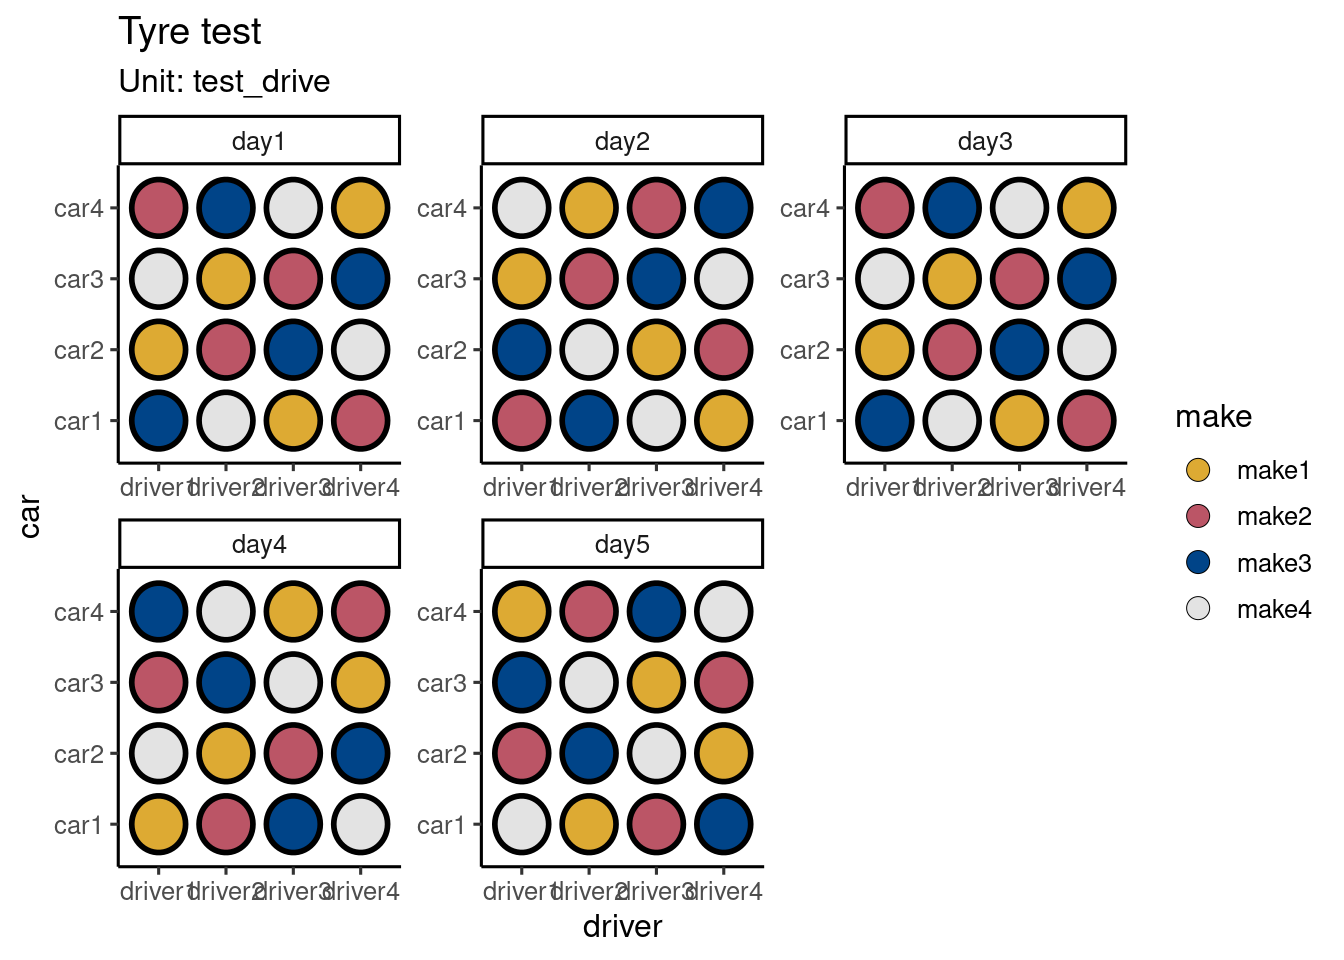 Tyre test
Unit: test_drive
day1 day2 day3
car4 car4 car4
car3 car3 car3
car2 car2 car2
car1 car1 car1
driver1 driver2 driver3 driver4 driver1 driver2 driver3 driver4 driver1 driver2 driver3 driver4
make
make1
make2
make3
make4
car
day4 day5
car4 car4
car3 car3
car2 car2
car1 car1
driver1 driver2 driver3 driver4 driver1 driver2 driver3 driver4
driver